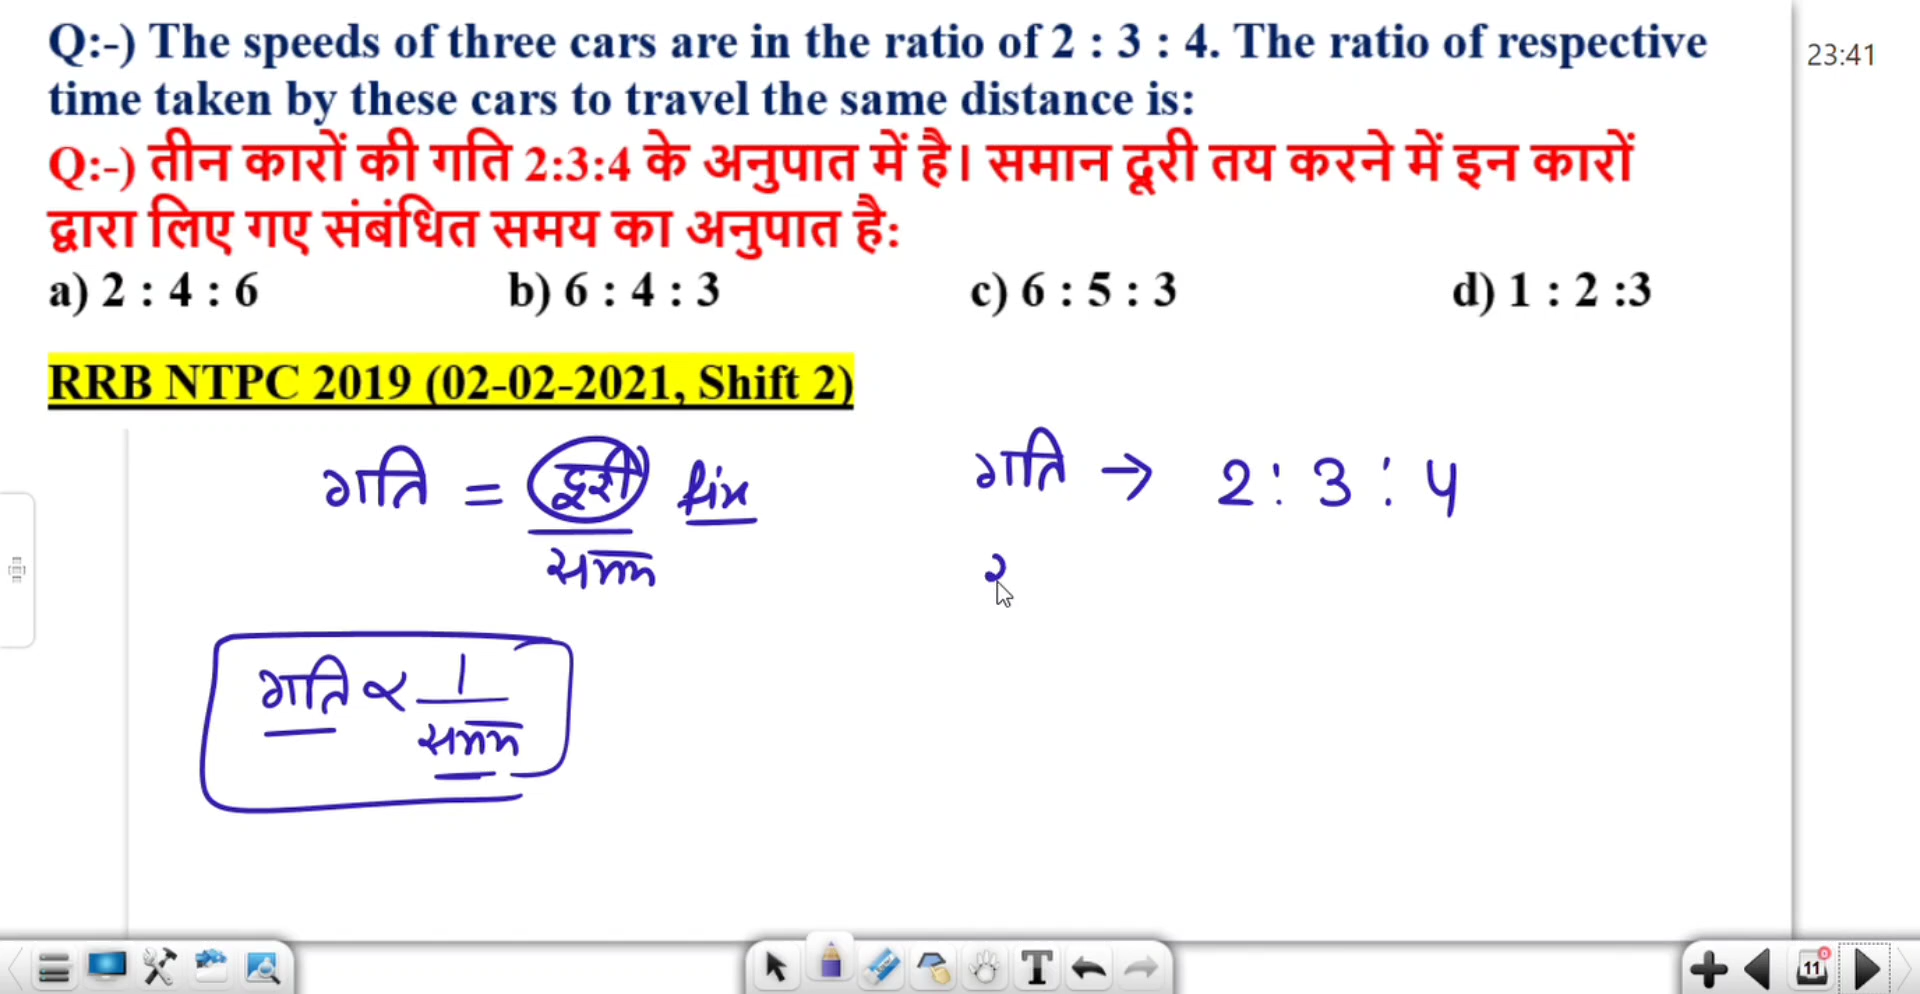 Q:-) The speeds of three cars are in the ratio of 2 : 3 : 4. The ratio of respective
23:41
time taken by these cars to travel the same distance is:
Q:-) तीन कारों की गति 2:3:4 के अनुपात में है। समान दूरी तय करने में इन कारों
द्वारा लिए गए संबंधित समय का अनुपात है:
a) 2 : 4 : 6 b) 6 : 4 : 3 c) 6 : 5 : 3 d) 1 : 2 :3
RRB NTPC 2019 (02-02-2021, Shift 2)
गति = दूरी fix
समय
गति → 2 : 3 : 4
गति ∝ 1
समय
T
11
0